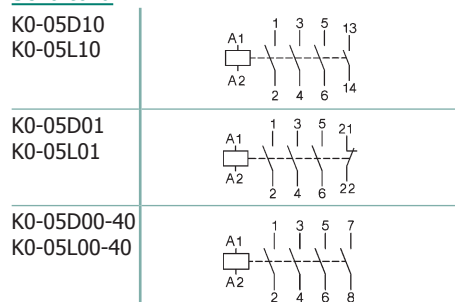 K0-05D10
K0-05L10
A1 1 3 5 13
A2 2 4 6 14
K0-05D01
K0-05L01
A1 1 3 5 21
A2 2 4 6 22
K0-05D00-40
K0-05L00-40
A1 1 3 5 7
A2 2 4 6 8